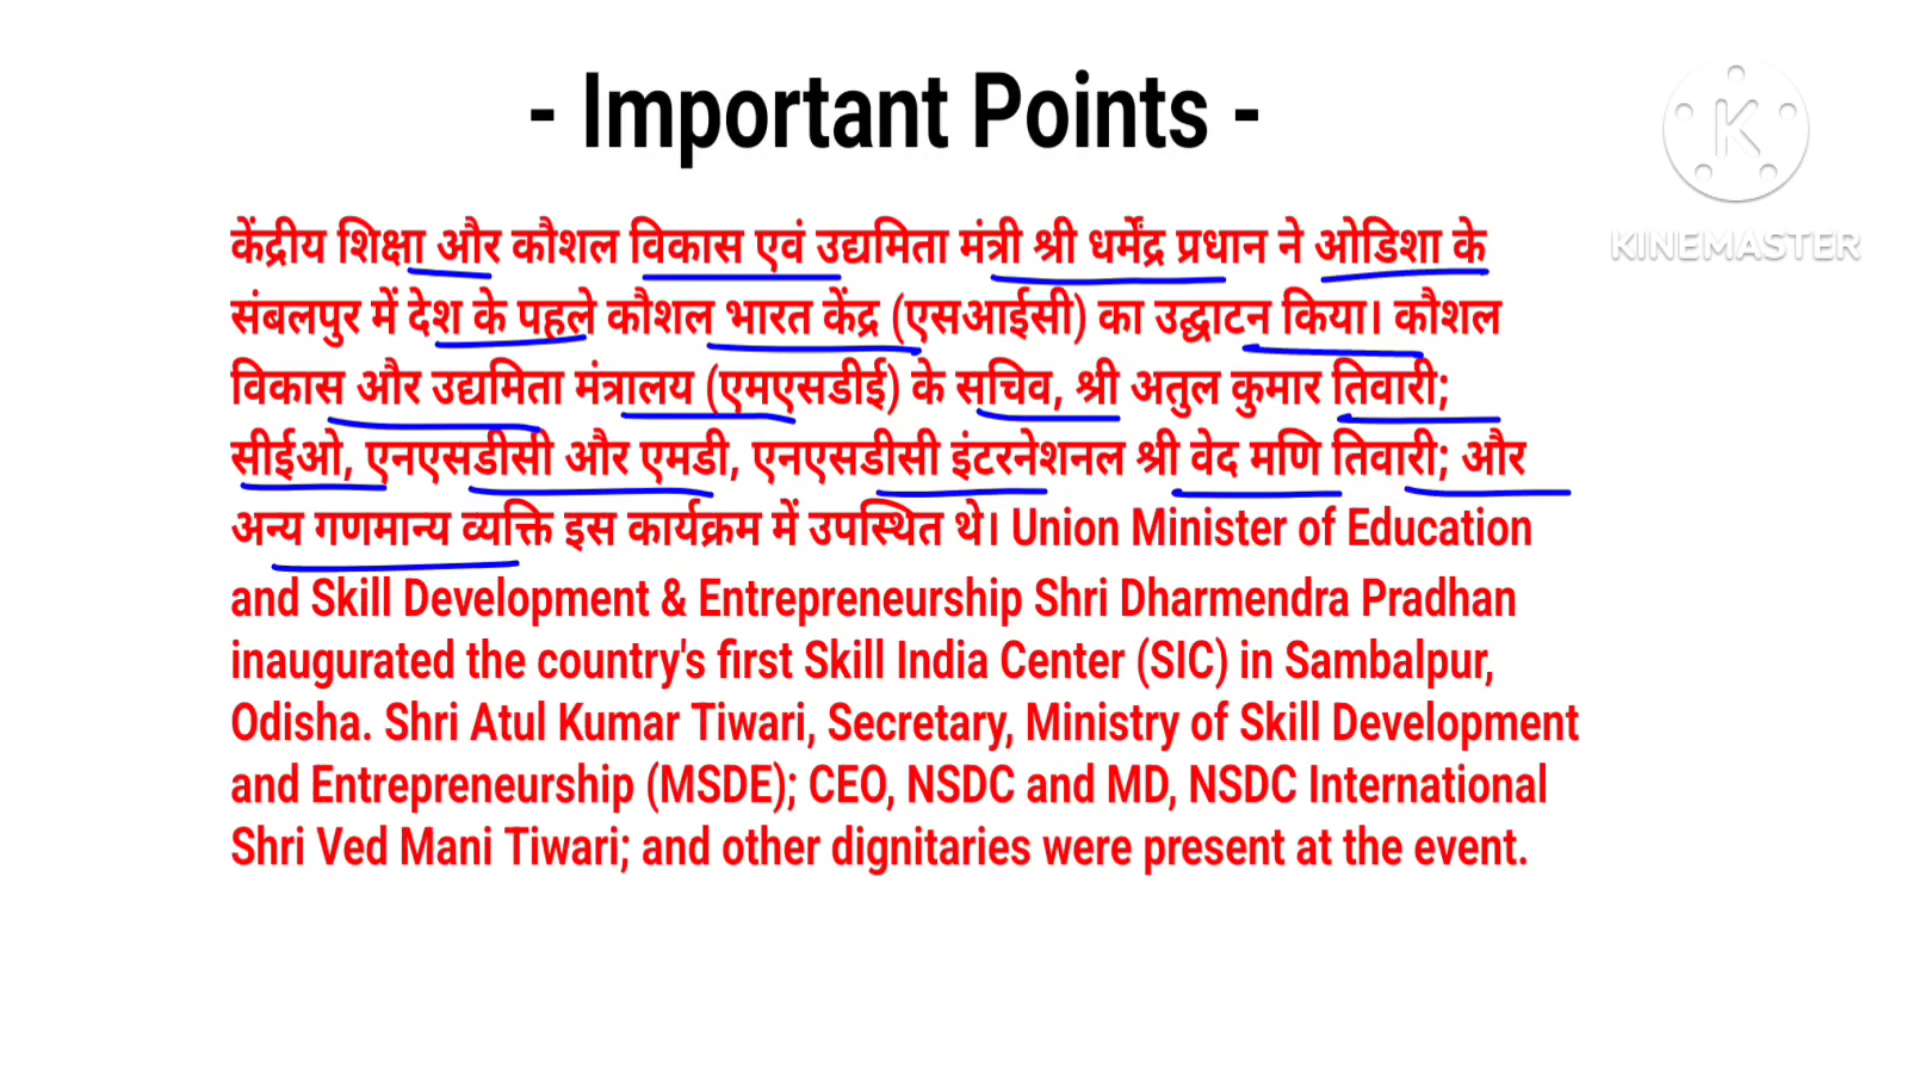 - Important Points -
केंद्रीय शिक्षा और कौशल विकास एवं उद्यमिता मंत्री श्री धर्मेंद्र प्रधान ने ओडिशा के
संबलपुर में देश के पहले कौशल भारत केंद्र (एसआईसी) का उद्घाटन किया। कौशल
विकास और उद्यमिता मंत्रालय (एमएसडीई) के सचिव, श्री अतुल कुमार तिवारी;
सीईओ, एनएसडीसी और एमडी, एनएसडीसी इंटरनेशनल श्री वेद मणि तिवारी; और
अन्य गणमान्य व्यक्ति इस कार्यक्रम में उपस्थित थे। Union Minister of Education
and Skill Development & Entrepreneurship Shri Dharmendra Pradhan
inaugurated the country's first Skill India Center (SIC) in Sambalpur,
Odisha. Shri Atul Kumar Tiwari, Secretary, Ministry of Skill Development
and Entrepreneurship (MSDE); CEO, NSDC and MD, NSDC International
Shri Ved Mani Tiwari; and other dignitaries were present at the event.
K
KINEMASTER